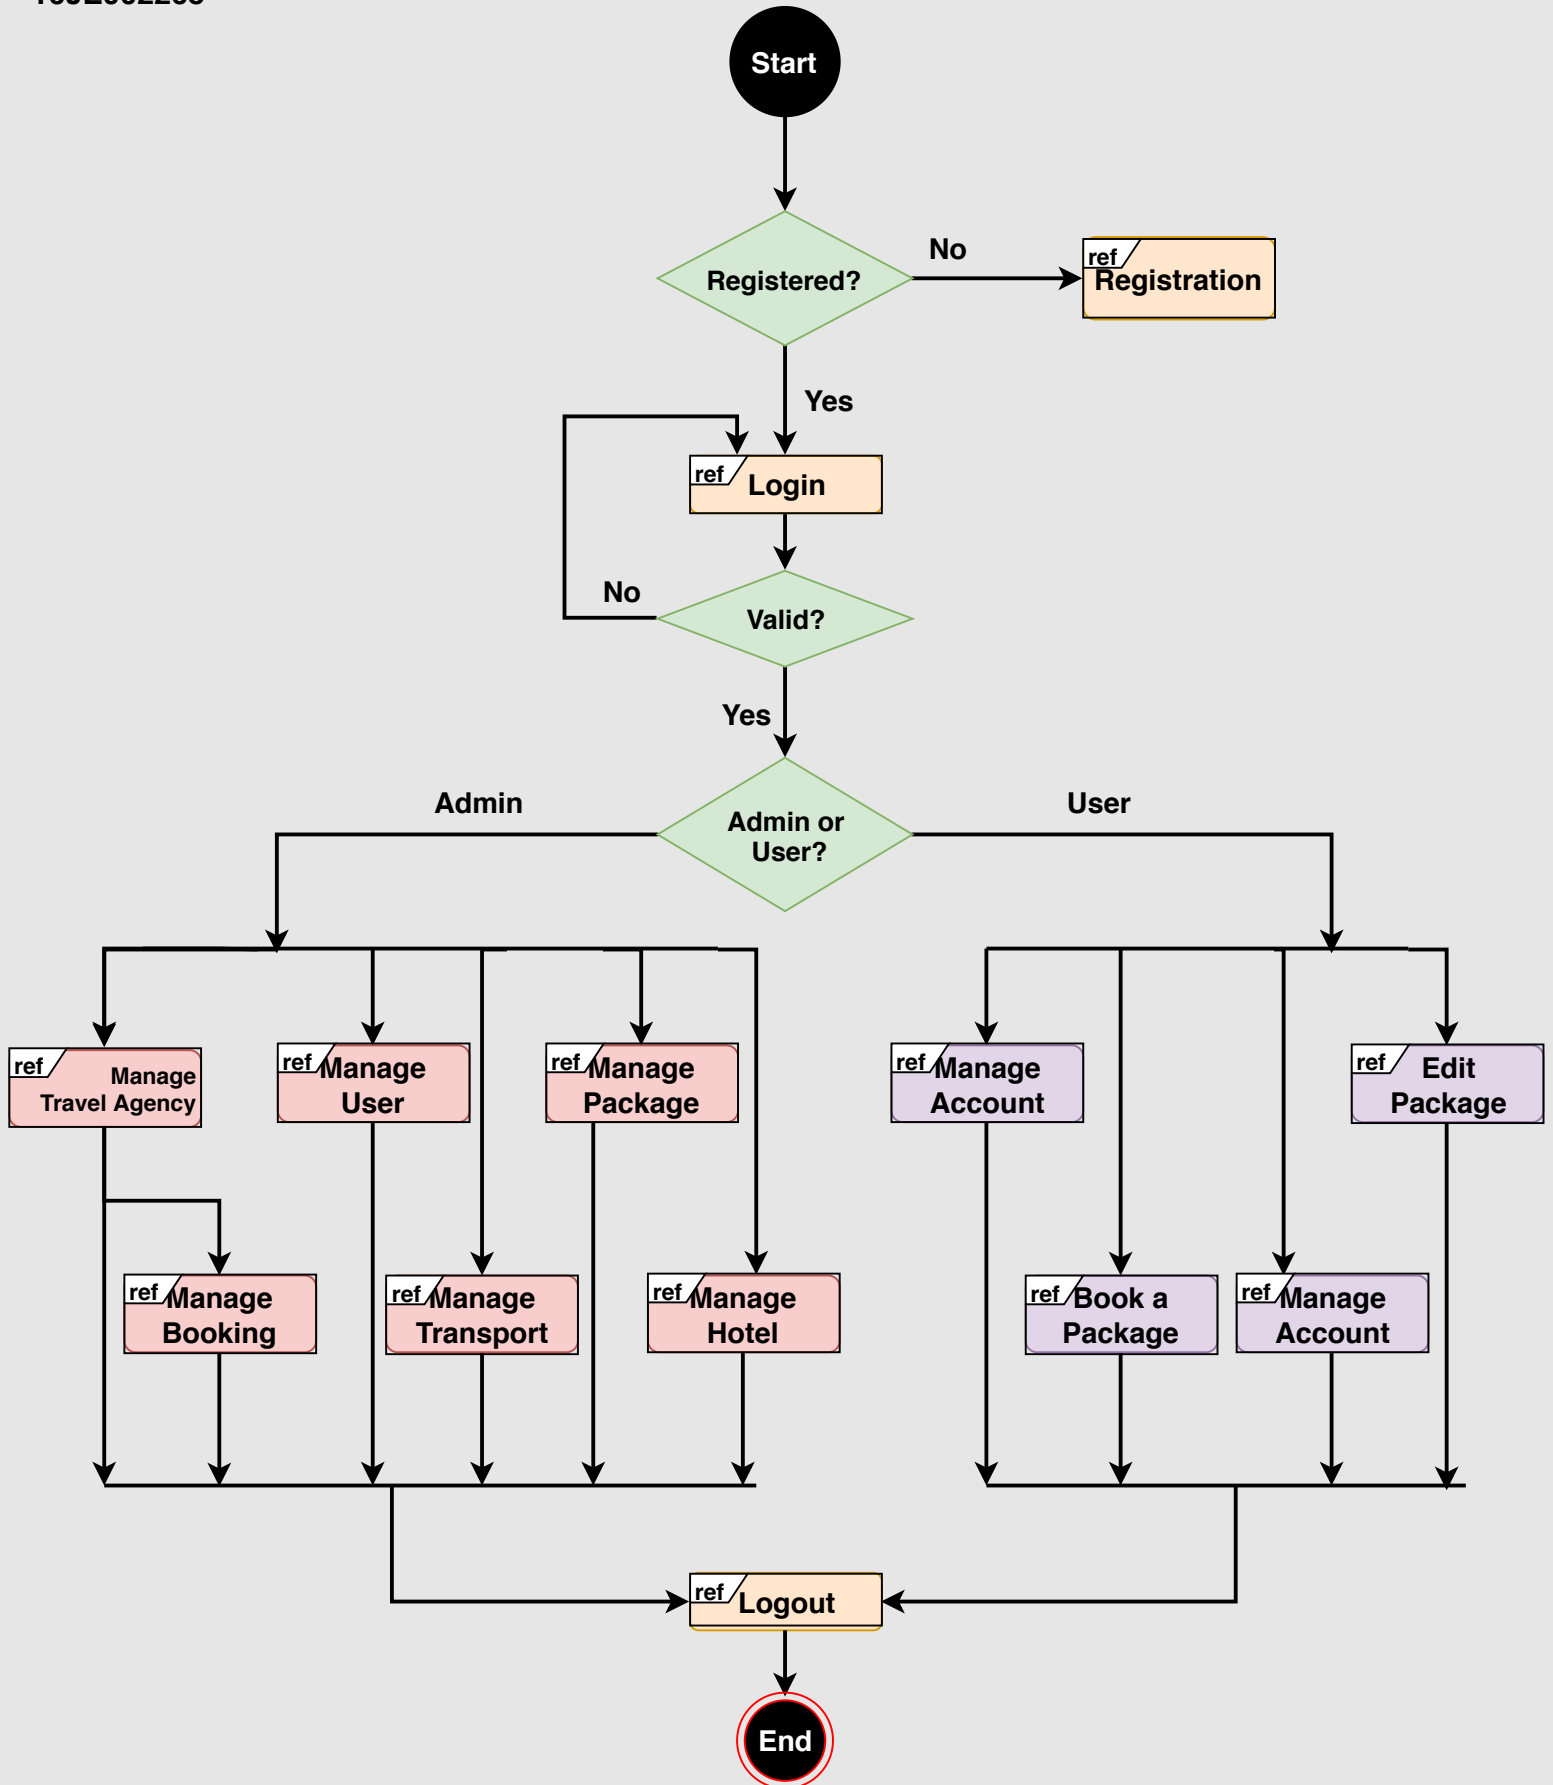 Start
Registered?
No
ref
Registration
Yes
ref
Login
No
Valid?
Yes
Admin
Admin or
User?
User
ref
Manage
Travel Agency
ref
Manage
User
ref
Manage
Package
ref
Manage
Account
ref
Edit
Package
ref
Manage
Booking
ref
Manage
Transport
ref
Manage
Hotel
ref
Book a
Package
ref
Manage
Account
ref
Logout
End